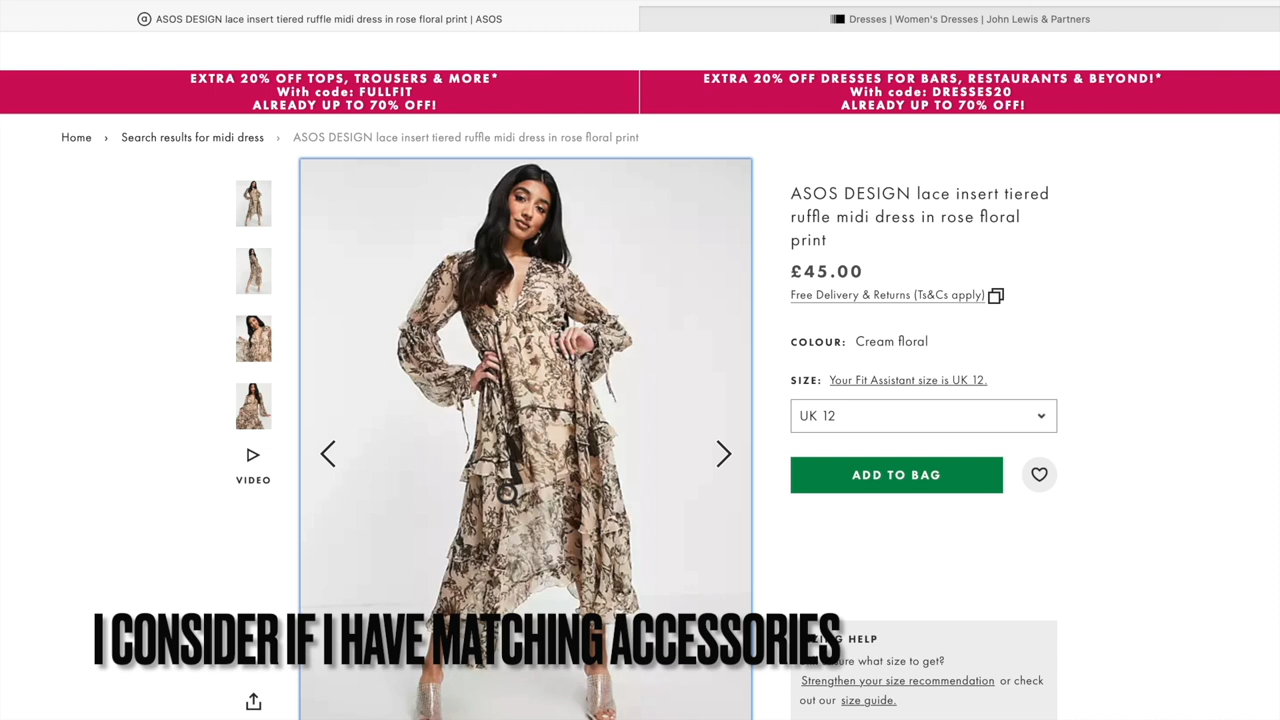 ASOS DESIGN lace insert tiered ruffle midi dress in rose floral print | ASOS
Dresses | Women's Dresses | John Lewis & Partners
EXTRA 20% OFF TOPS, TROUSERS & MORE*
With code: FULLFIT
ALREADY UP TO 70% OFF!
EXTRA 20% OFF DRESSES FOR BARS, RESTAURANTS & BEYOND!*
With code: DRESSES20
ALREADY UP TO 70% OFF!
Home › Search results for midi dress › ASOS DESIGN lace insert tiered ruffle midi dress in rose floral print
VIDEO
ASOS DESIGN lace insert tiered
ruffle midi dress in rose floral
print
£45.00
Free Delivery & Returns (Ts&Cs apply)
COLOUR: Cream floral
SIZE: Your Fit Assistant size is UK 12.
UK 12
ADD TO BAG
I CONSIDER IF I HAVE MATCHING ACCESSORIES
HELP
what size to get?
Strengthen your size recommendation or check
out our size guide.